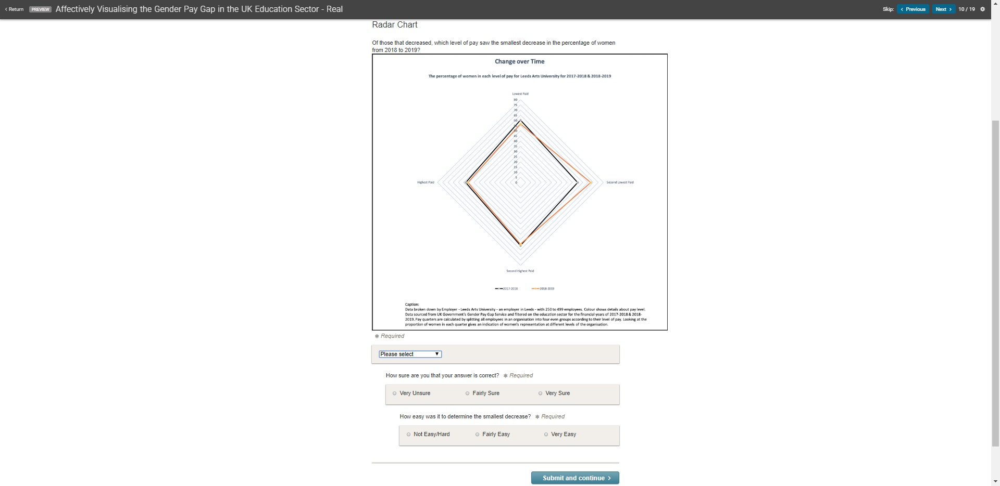 Return PREVIEW Affectively Visualising the Gender Pay Gap in the UK Education Sector - Real Skip: Previous Next 10 / 19
Radar Chart
Of those that decreased, which level of pay saw the smallest decrease in the percentage of women
from 2018 to 2019?
Change over Time
The percentage of women in each level of pay for Leeds Arts University for 2017-2018 & 2018-2019
Lowest Paid
80
75
70
65
60
50
45
40
35
30
25
20
15
10
5
0
Highest Paid
Second Lowest Paid
Second Highest Paid
2017-2018 2018-2019
Caption:
Data broken down by Employer - Leeds Arts University - an employer in Leeds - with 250 to 499 employees. Colour shows details about pay level.
Data sourced from UK Government's Gender Pay Gap Service and filtered on the education sector for the financial years of 2017-2018 & 2018-
2019. Pay quarters are calculated by splitting all employees in an organisation into four even groups according to their level of pay. Looking at the
proportion of women in each quarter gives an indication of women's representation at different levels of the organisation.
Required
Please select
How sure are you that your answer is correct? Required
Very Unsure Fairly Sure Very Sure
How easy was it to determine the smallest decrease? Required
Not Easy/Hard Fairly Easy Very Easy
Submit and continue